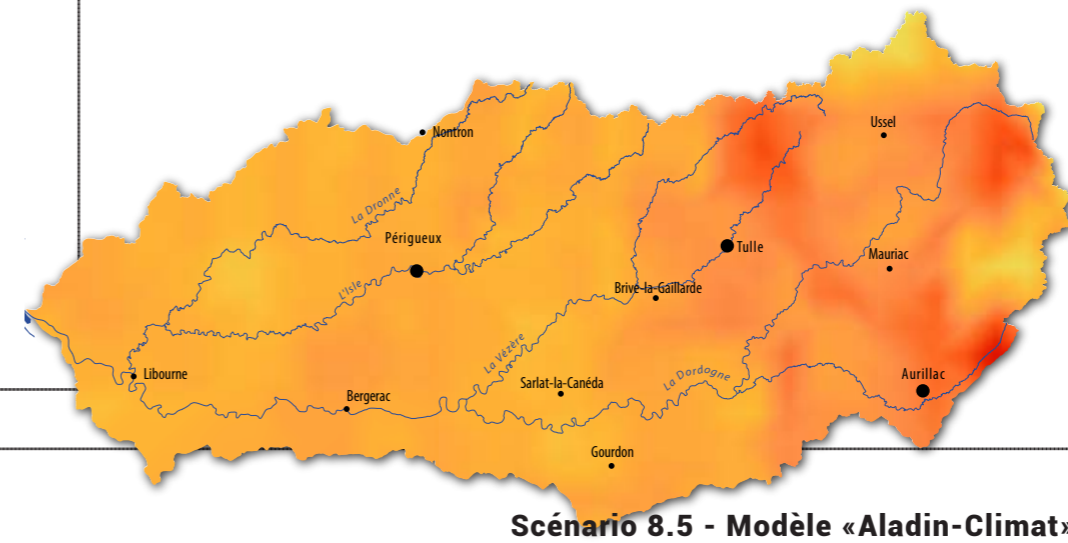 Ussel
Nontron
La Dronne
Périgueux
Tulle
Mauriac
L'Isle
Brive-la-Gaillarde
La Vézère
Libourne
Sarlat-la-Canéda
La Dordogne
Aurillac
Bergerac
Gourdon
Scénario 8.5 - Modèle «Aladin-Climat»